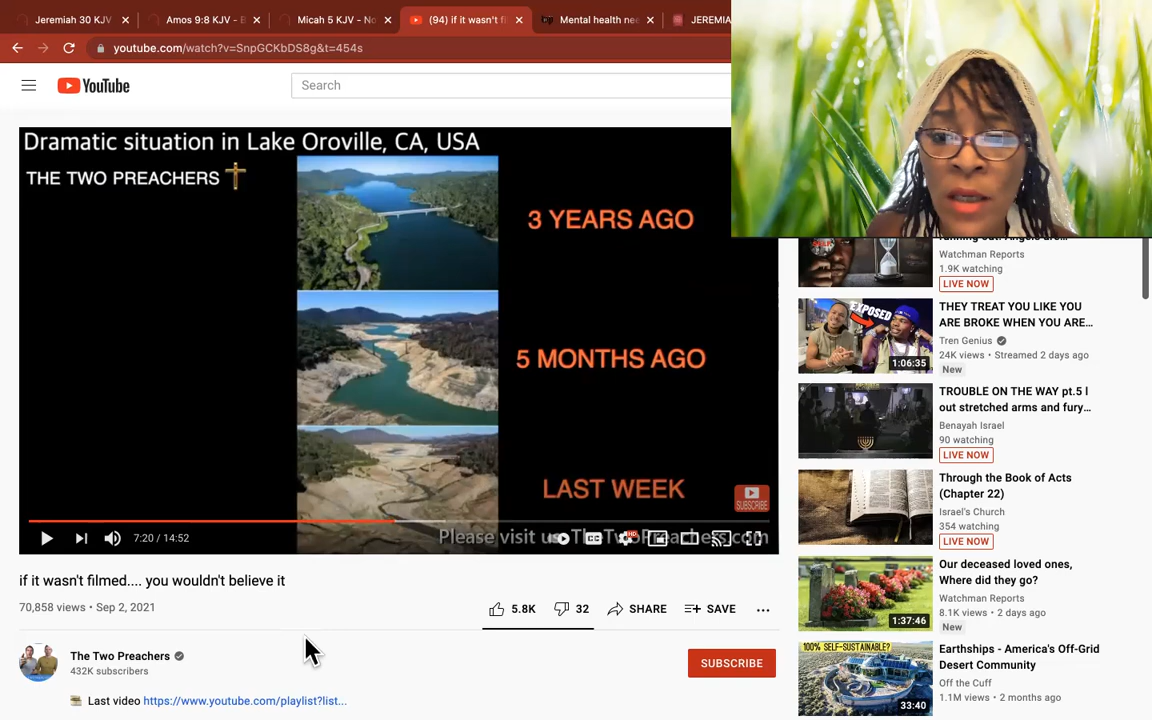 Jeremiah 30 KJV
Amos 9:8 KJV - E
Micah 5 KJV - No
(94) if it wasn't fi
Mental health ne
JEREMIA
youtube.com/watch?v=SnpGCKbDS8g&t=454s
YouTube
Search
Dramatic situation in Lake Oroville, CA, USA
THE TWO PREACHERS
3 YEARS AGO
5 MONTHS AGO
LAST WEEK
SUBSCRIBE
Please visit us TheTwoPreachers.com
7:20 / 14:52
if it wasn't filmed.... you wouldn't believe it
70,858 views • Sep 2, 2021
5.8K
32
SHARE
SAVE
The Two Preachers
432K subscribers
SUBSCRIBE
Last video https://www.youtube.com/playlist?list...
Watchman Reports
1.9K watching
LIVE NOW
EXPOSED
1:06:35
THEY TREAT YOU LIKE YOU
ARE BROKE WHEN YOU ARE...
Tren Genius
24K views • Streamed 2 days ago
New
TROUBLE ON THE WAY pt.5 l
out stretched arms and fury...
Benayah Israel
90 watching
LIVE NOW
Through the Book of Acts
(Chapter 22)
Israel's Church
354 watching
LIVE NOW
1:37:46
Our deceased loved ones,
Where did they go?
Watchman Reports
8.1K views • 2 days ago
New
100% SELF-SUSTAINABLE?
33:40
Earthships - America's Off-Grid
Desert Community
Off the Cuff
1.1M views • 2 months ago